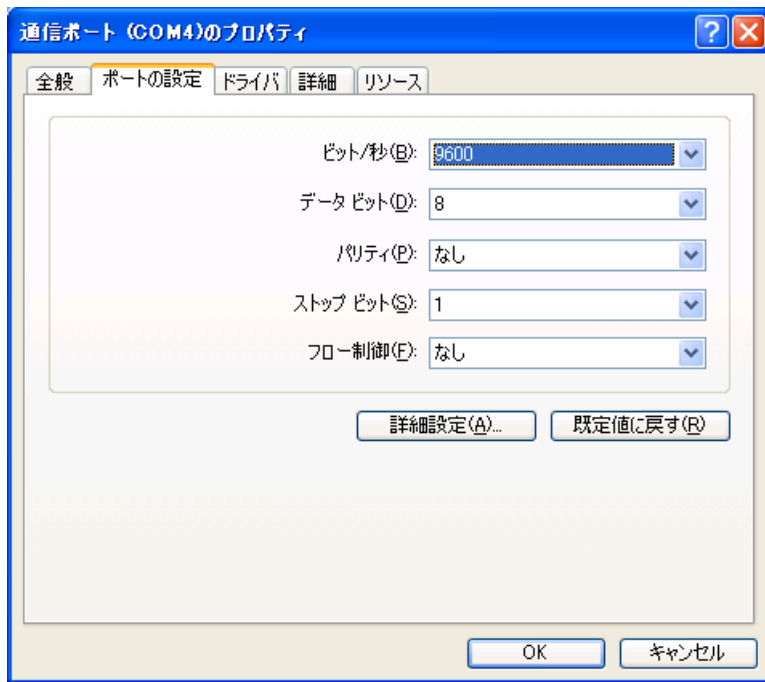 通信ポート (COM4)のプロパティ
全般 ポートの設定 ドライバ 詳細 リソース
ビット/秒(B): 9600
データ ビット(D): 8
パリティ(P): なし
ストップ ビット(S): 1
フロー制御(F): なし
詳細設定(A)... 既定値に戻す(R)
OK キャンセル